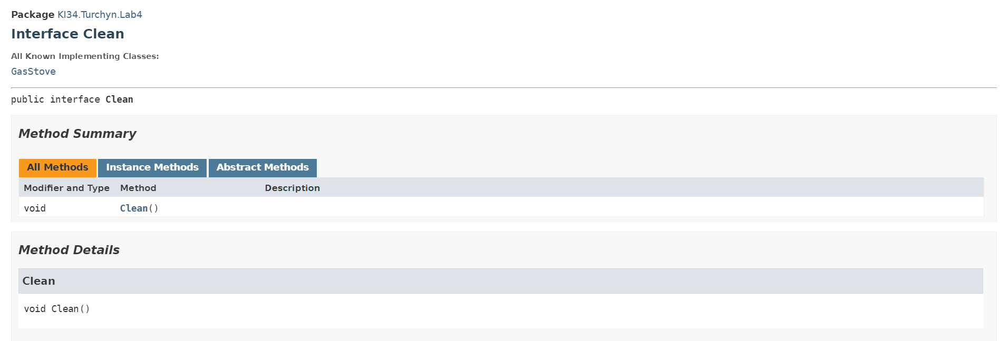 Package KI34.Turchyn.Lab4
Interface Clean
All Known Implementing Classes:
GasStove
public interface Clean
Method Summary
All Methods Instance Methods Abstract Methods
Modifier and Type Method Description
void Clean()
Method Details
Clean
void Clean()